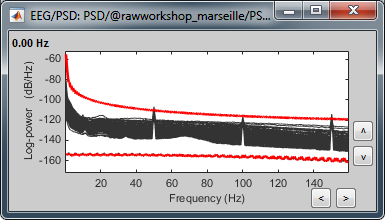 EEG/PSD: PSD/@rawworkshop_marseille/PS...
0.00 Hz
Log-power (dB/Hz)
-60
-80
-100
-120
-140
-160
20 40 60 80 100 120 140
Frequency (Hz)
< >